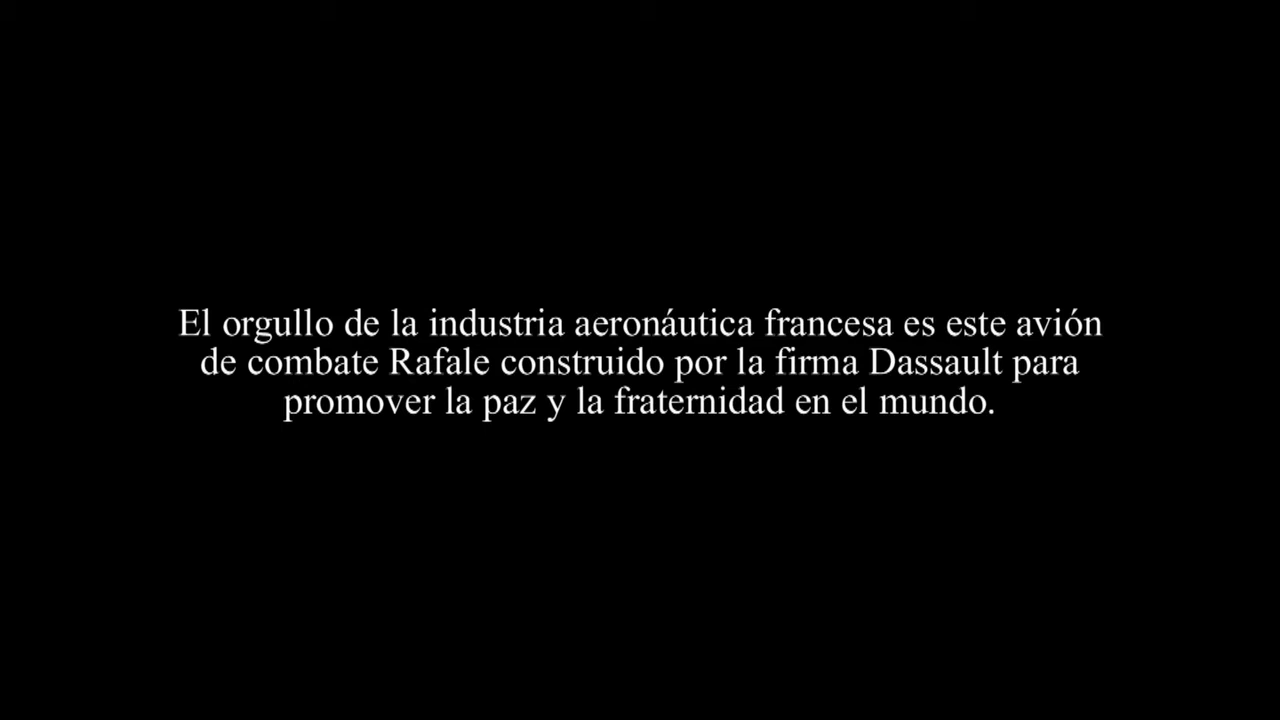 El orgullo de la industria aeronáutica francesa es este avión
de combate Rafale construido por la firma Dassault para
promover la paz y la fraternidad en el mundo.